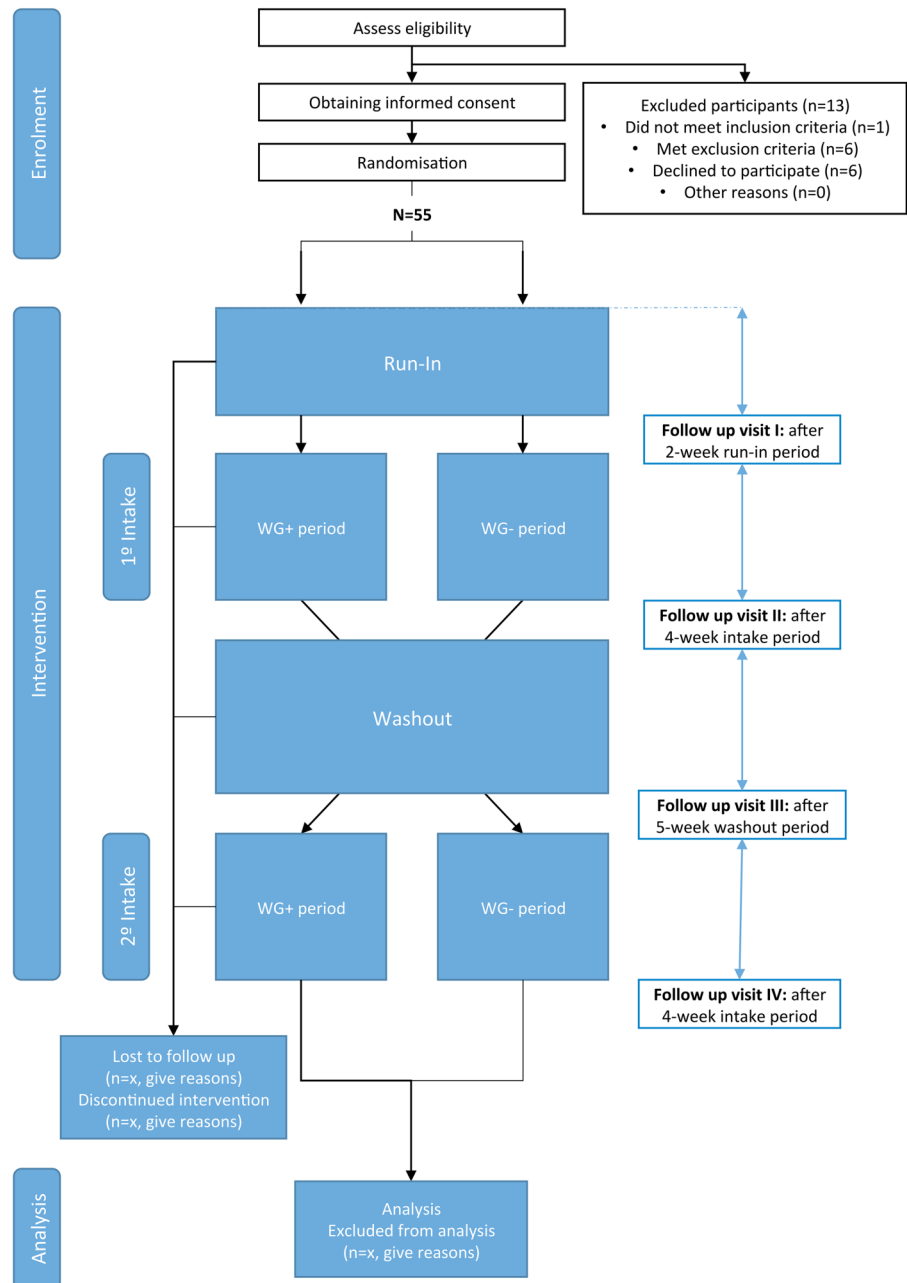 Enrolment
Assess eligibility
Obtaining informed consent
Randomisation
N=55
Excluded participants (n=13)
• Did not meet inclusion criteria (n=1)
• Met exclusion criteria (n=6)
• Declined to participate (n=6)
• Other reasons (n=0)
Intervention
Run-In
Follow up visit I: after
2-week run-in period
1º Intake
WG+ period
WG- period
Follow up visit II: after
4-week intake period
Washout
Follow up visit III: after
5-week washout period
2º Intake
WG+ period
WG- period
Follow up visit IV: after
4-week intake period
Lost to follow up
(n=x, give reasons)
Discontinued intervention
(n=x, give reasons)
Analysis
Analysis
Excluded from analysis
(n=x, give reasons)